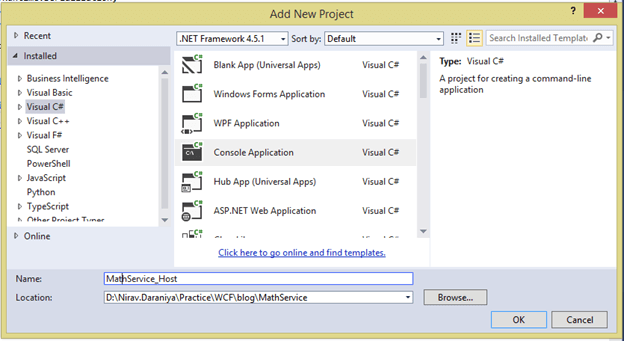 Add New Project
?
Recent
Installed
Business Intelligence
Visual Basic
Visual C#
Visual C++
Visual F#
SQL Server
PowerShell
JavaScript
Python
TypeScript
Other Project Types
Online
.NET Framework 4.5.1 Sort by: Default
Blank App (Universal Apps) Visual C#
Windows Forms Application Visual C#
WPF Application Visual C#
Console Application Visual C#
Hub App (Universal Apps) Visual C#
ASP.NET Web Application Visual C#
Click here to go online and find templates.
Search Installed Templat
Type: Visual C#
A project for creating a command-line
application
Name: MathService_Host
Location: D:\Nirav.Daraniya\Practice\WCF\blog\MathService Browse...
OK Cancel